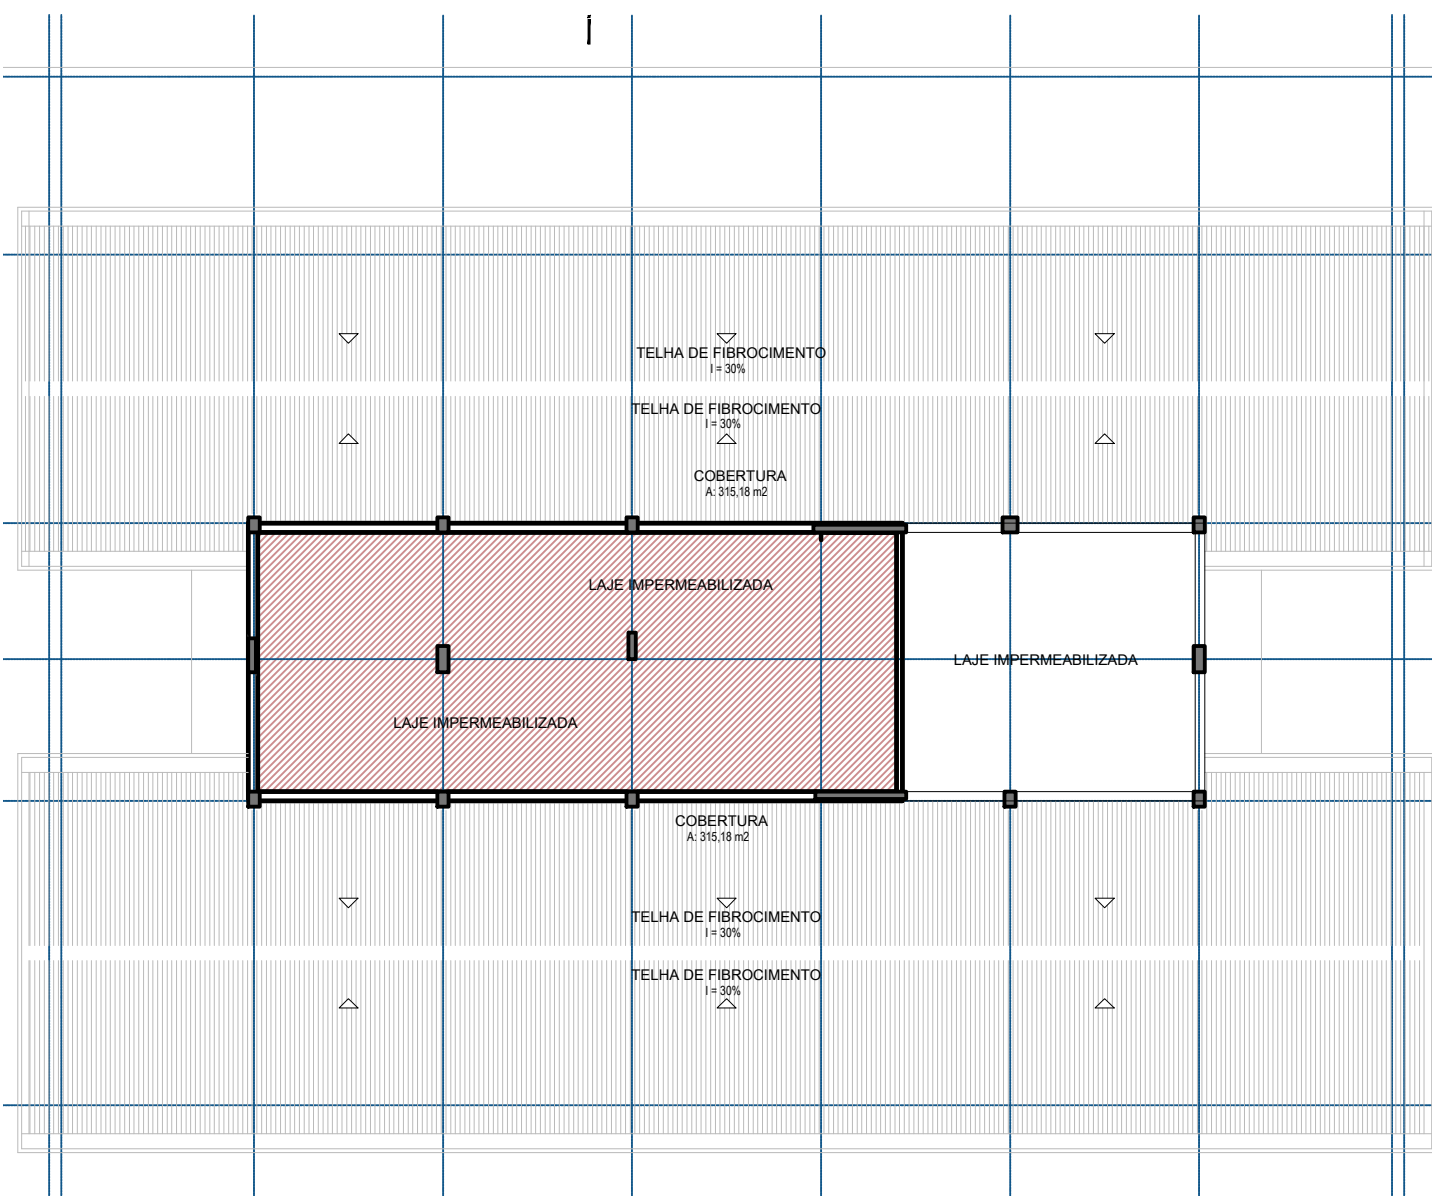 TELHA DE FIBROCIMENTO
I = 30%
TELHA DE FIBROCIMENTO
I = 30%
COBERTURA
A: 315,18 m2
LAJE IMPERMEABILIZADA
LAJE IMPERMEABILIZADA
LAJE IMPERMEABILIZADA
COBERTURA
A: 315,18 m2
TELHA DE FIBROCIMENTO
I = 30%
TELHA DE FIBROCIMENTO
I = 30%